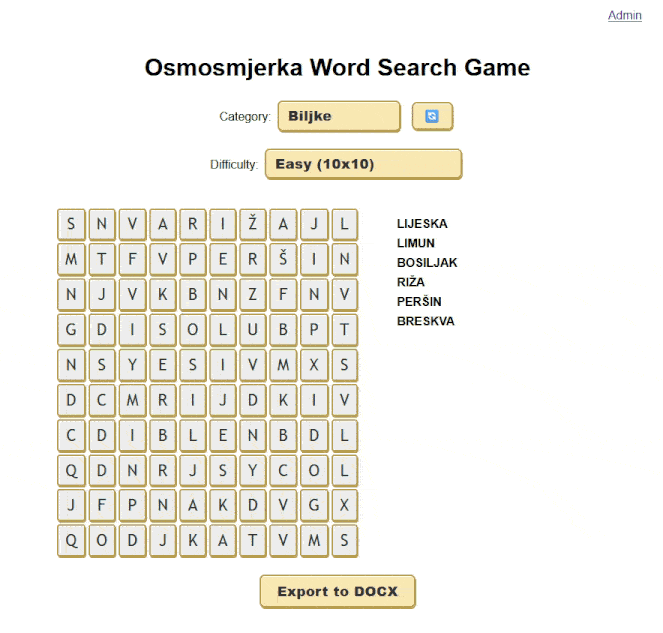 Admin
Osmosmjerka Word Search Game
Category: Biljke
Difficulty: Easy (10x10)
S N V A R I Ž A J L
M T F V P E R Š I N
N J V K B N Z F N V
G D I S O L U B P T
N S Y E S I V M X S
D C M R I J D K I V
C D I B L E N B D L
Q D N R J S Y C O L
J F P N A K D V G X
Q O D J K A T V M S
LIJESKA
LIMUN
BOSILJAK
RIŽA
PERŠIN
BRESKVA
Export to DOCX